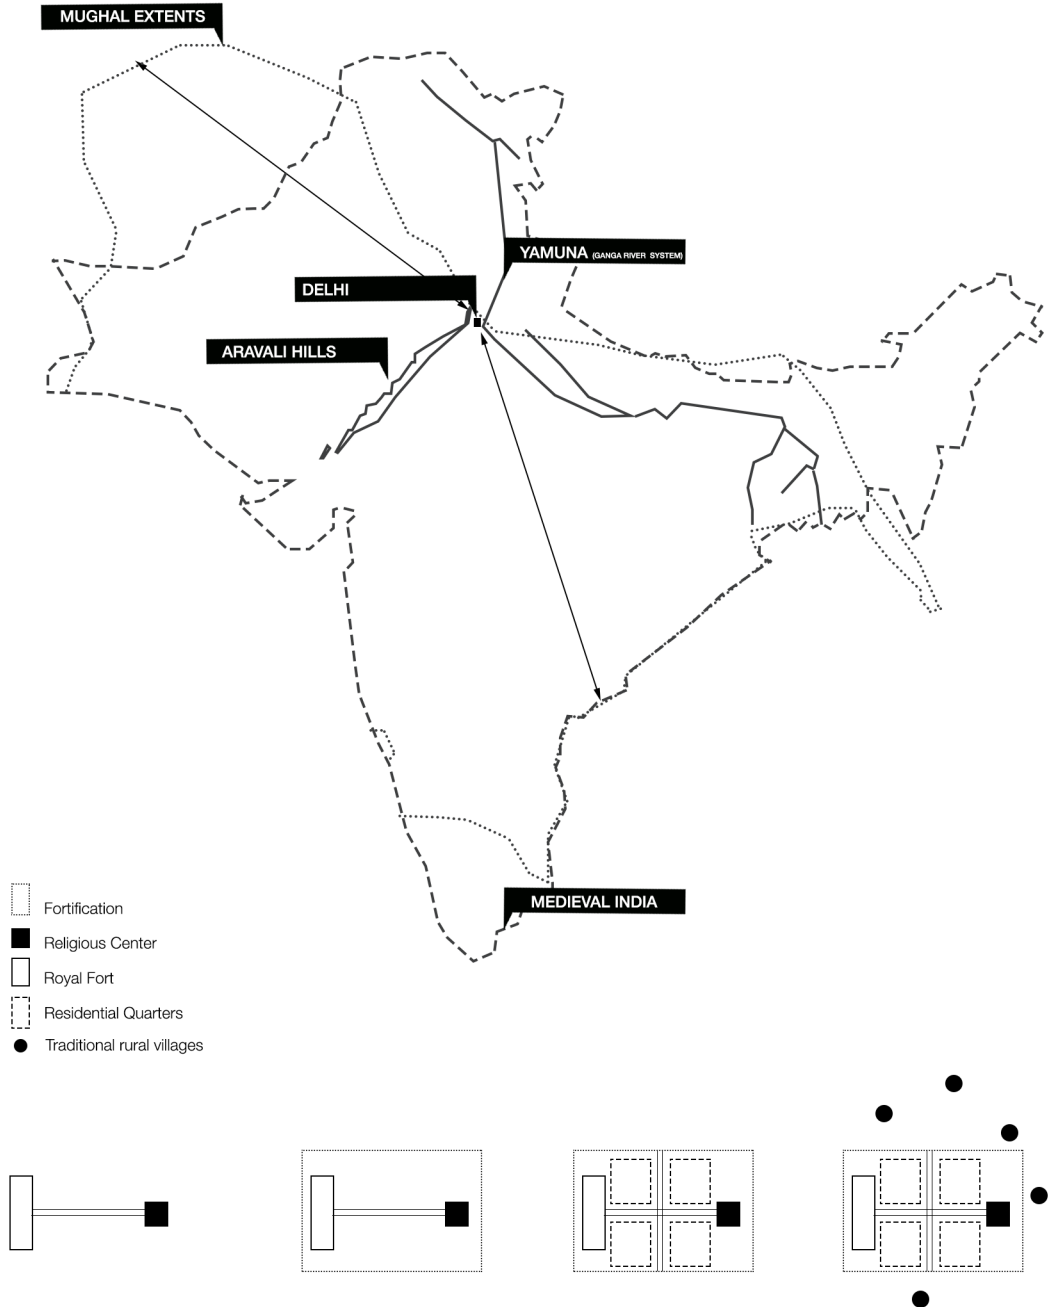 MUGHAL EXTENTS
YAMUNA (GANGA RIVER SYSTEM)
DELHI
ARAVALI HILLS
MEDIEVAL INDIA
Fortification
Religious Center
Royal Fort
Residential Quarters
Traditional rural villages